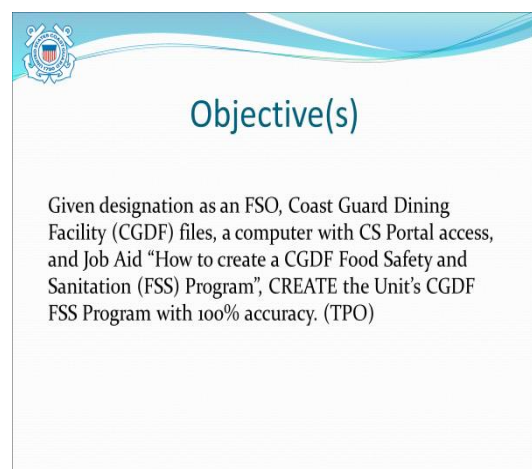 Objective(s)
Given designation as an FSO, Coast Guard Dining
Facility (CGDF) files, a computer with CS Portal access,
and Job Aid “How to create a CGDF Food Safety and
Sanitation (FSS) Program”, CREATE the Unit’s CGDF
FSS Program with 100% accuracy. (TPO)